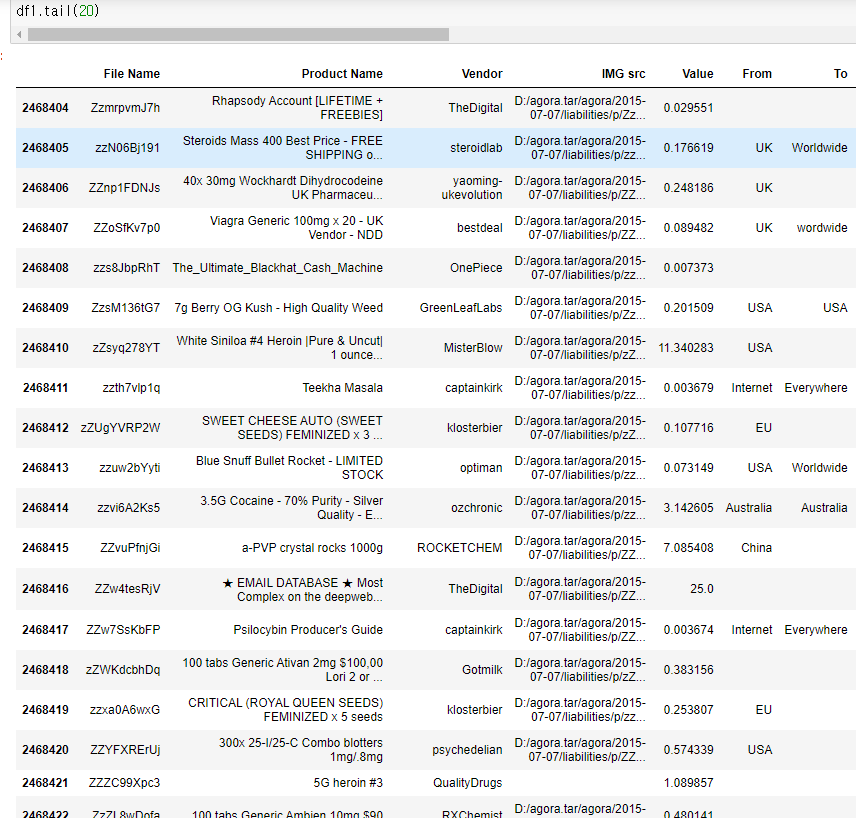 df1.tail(20)
:
File Name Product Name Vendor IMG src Value From To
2468404 ZzmrpvmJ7h Rhapsody Account [LIFETIME + FREEBIES] TheDigital D:/agora.tar/agora/2015-07-07/liabilities/p/Zz... 0.029551
2468405 zzN06Bj191 Steroids Mass 400 Best Price - FREE SHIPPING o... steroidlab D:/agora.tar/agora/2015-07-07/liabilities/p/zz... 0.176619 UK Worldwide
2468406 ZZnp1FDNJs 40x 30mg Wockhardt Dihydrocodeine UK Pharmaceu... yaoming-ukevolution D:/agora.tar/agora/2015-07-07/liabilities/p/ZZ... 0.248186 UK
2468407 ZZoSfKv7p0 Viagra Generic 100mg x 20 - UK Vendor - NDD bestdeal D:/agora.tar/agora/2015-07-07/liabilities/p/ZZ... 0.089482 UK wordwide
2468408 zzs8JbpRhT The_Ultimate_Blackhat_Cash_Machine OnePiece D:/agora.tar/agora/2015-07-07/liabilities/p/zz... 0.007373
2468409 ZzsM136tG7 7g Berry OG Kush - High Quality Weed GreenLeafLabs D:/agora.tar/agora/2015-07-07/liabilities/p/Zz... 0.201509 USA USA
2468410 zZsyq278YT White Siniloa #4 Heroin |Pure & Uncut| 1 ounce... MisterBlow D:/agora.tar/agora/2015-07-07/liabilities/p/zZ... 11.340283 USA
2468411 zzth7vlp1q Teekha Masala captainkirk D:/agora.tar/agora/2015-07-07/liabilities/p/zz... 0.003679 Internet Everywhere
2468412 zZUgYVRP2W SWEET CHEESE AUTO (SWEET SEEDS) FEMINIZED x 3 ... klosterbier D:/agora.tar/agora/2015-07-07/liabilities/p/zZ... 0.107716 EU
2468413 zzuw2bYyti Blue Snuff Bullet Rocket - LIMITED STOCK optiman D:/agora.tar/agora/2015-07-07/liabilities/p/zz... 0.073149 USA Worldwide
2468414 zzvi6A2Ks5 3.5G Cocaine - 70% Purity - Silver Quality - E... ozchronic D:/agora.tar/agora/2015-07-07/liabilities/p/zz... 3.142605 Australia Australia
2468415 ZZvuPfnjGi a-PVP crystal rocks 1000g ROCKETCHEM D:/agora.tar/agora/2015-07-07/liabilities/p/ZZ... 7.085408 China
2468416 ZZw4tesRjV ★ EMAIL DATABASE ★ Most Complex on the deepweb... TheDigital D:/agora.tar/agora/2015-07-07/liabilities/p/ZZ... 25.0
2468417 ZZw7SsKbFP Psilocybin Producer's Guide captainkirk D:/agora.tar/agora/2015-07-07/liabilities/p/ZZ... 0.003674 Internet Everywhere
2468418 zZWKdcbhDq 100 tabs Generic Ativan 2mg $100,00 Lori 2 or ... Gotmilk D:/agora.tar/agora/2015-07-07/liabilities/p/zZ... 0.383156
2468419 zzxa0A6wxG CRITICAL (ROYAL QUEEN SEEDS) FEMINIZED x 5 seeds klosterbier D:/agora.tar/agora/2015-07-07/liabilities/p/zz... 0.253807 EU
2468420 ZZYFXRErUj 300x 25-I/25-C Combo blotters 1mg/.8mg psychedelian D:/agora.tar/agora/2015-07-07/liabilities/p/ZZ... 0.574339 USA
2468421 ZZZC99Xpc3 5G heroin #3 QualityDrugs 1.089857
2468422 ZzZL8wDofa 100 tabs Generic Ambien 10mg $90 RXChemist D:/agora.tar/agora/2015- 0.480141